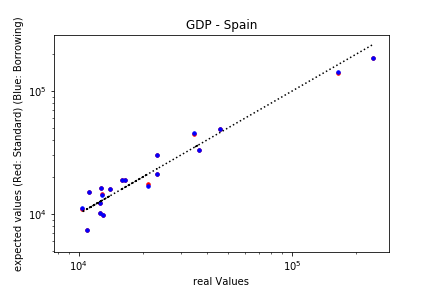 GDP - Spain
expected values (Red: Standard) (Blue: Borrowing)
10⁵
10⁴
10⁴ 10⁵
real Values